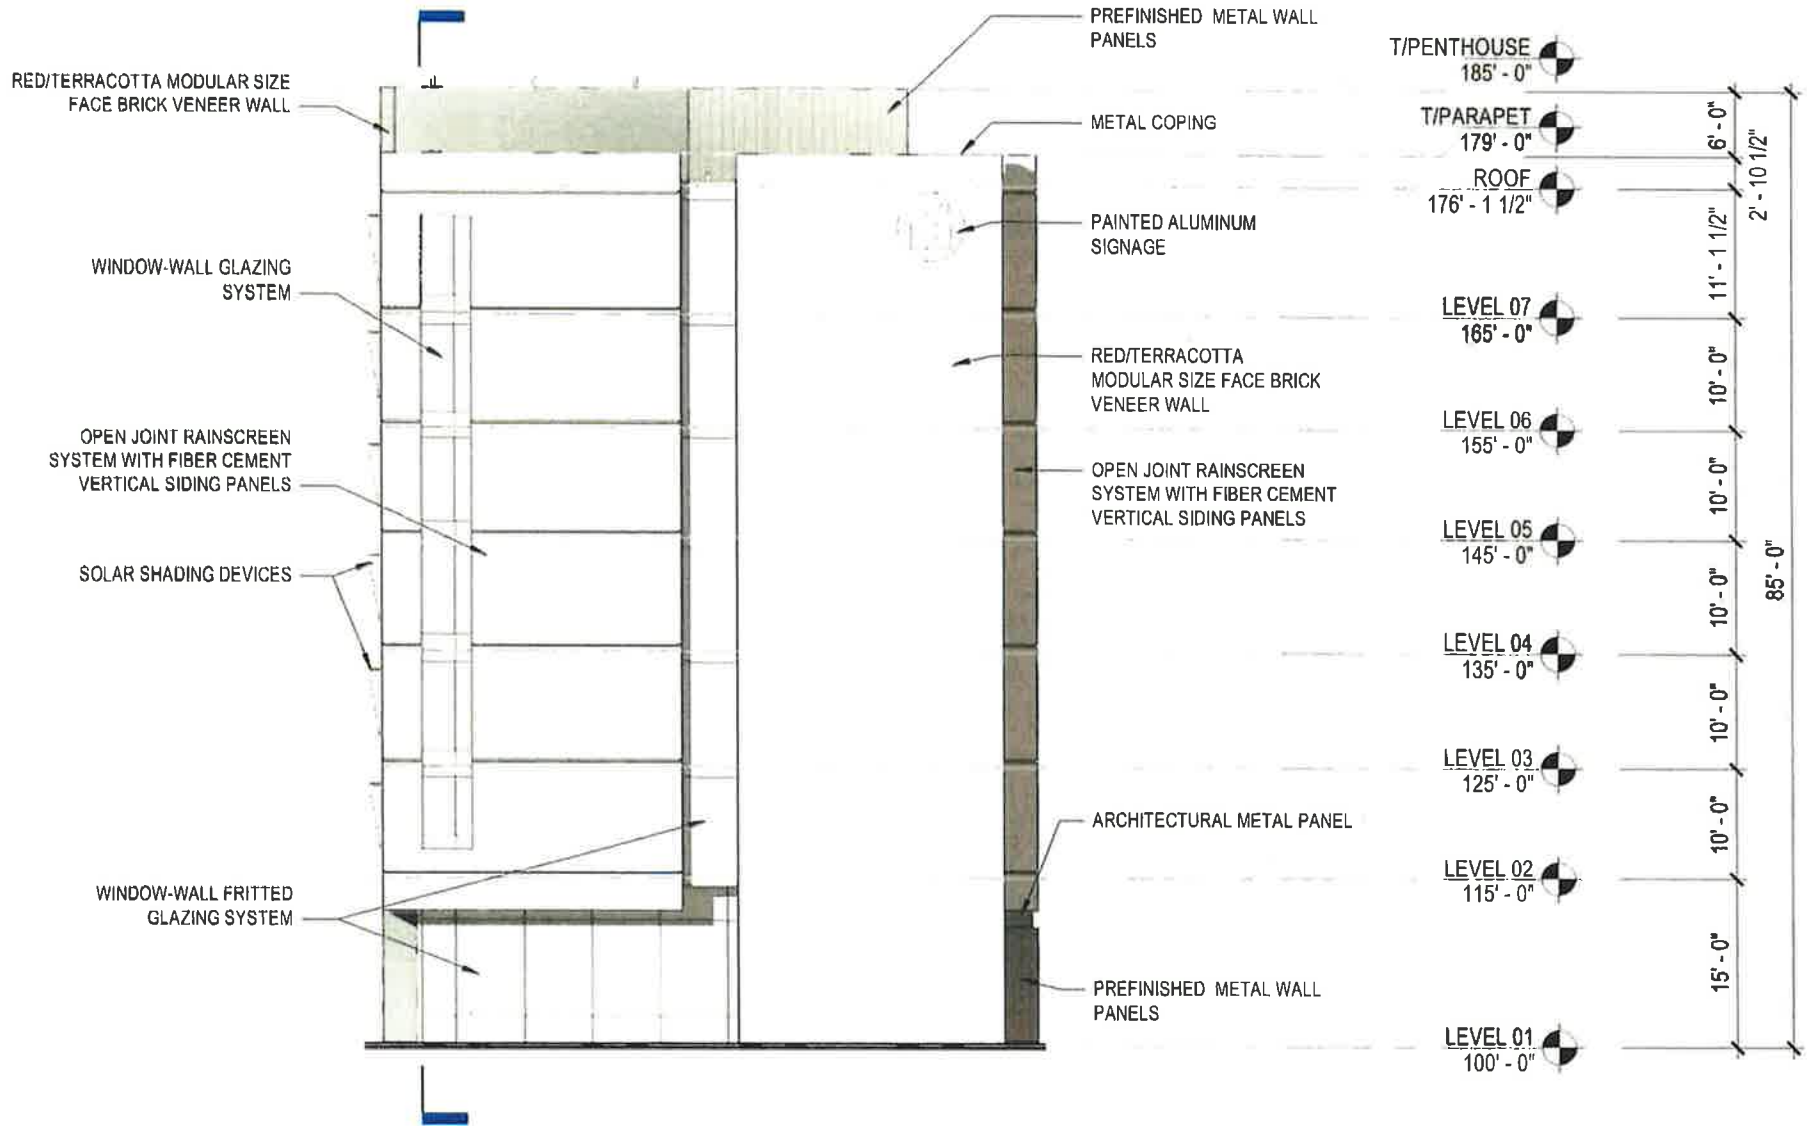 RED/TERRACOTTA MODULAR SIZE
FACE BRICK VENEER WALL
WINDOW-WALL GLAZING
SYSTEM
OPEN JOINT RAINSCREEN
SYSTEM WITH FIBER CEMENT
VERTICAL SIDING PANELS
SOLAR SHADING DEVICES
WINDOW-WALL FRITTED
GLAZING SYSTEM
PREFINISHED METAL WALL
PANELS
METAL COPING
PAINTED ALUMINUM
SIGNAGE
RED/TERRACOTTA
MODULAR SIZE FACE BRICK
VENEER WALL
OPEN JOINT RAINSCREEN
SYSTEM WITH FIBER CEMENT
VERTICAL SIDING PANELS
ARCHITECTURAL METAL PANEL
PREFINISHED METAL WALL
PANELS
T/PENTHOUSE
185' - 0"
T/PARAPET
179' - 0"
ROOF
176' - 1 1/2"
LEVEL 07
165' - 0"
LEVEL 06
155' - 0"
LEVEL 05
145' - 0"
LEVEL 04
135' - 0"
LEVEL 03
125' - 0"
LEVEL 02
115' - 0"
LEVEL 01
100' - 0"
6' - 0"
2' - 10 1/2"
11' - 1 1/2"
10' - 0"
10' - 0"
10' - 0"
10' - 0"
10' - 0"
15' - 0"
85' - 0"